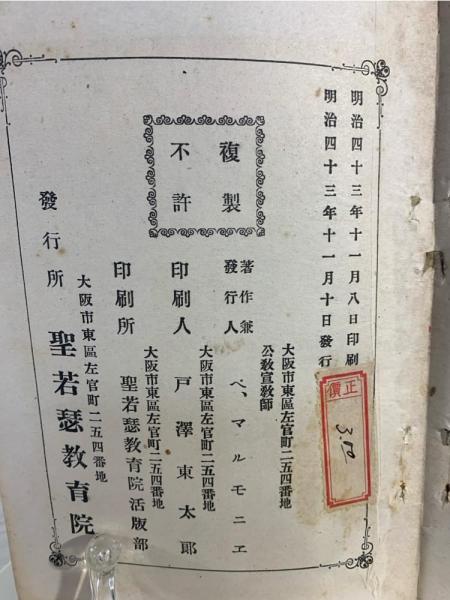 明治四十三年十一月八日印刷
明治四十三年十一月十日發行
正價
3.50
複製
不許
著作兼
發行人
大阪市東區左官町二五四番地
公敎宣敎師
ペ、マルモニエ
印刷人
大阪市東區左官町二五四番地
戸澤東太郎
印刷所
大阪市東區左官町二五四番地
聖若瑟敎育院活版部
發行所
大阪市東區左官町二五四番地
聖若瑟敎育院